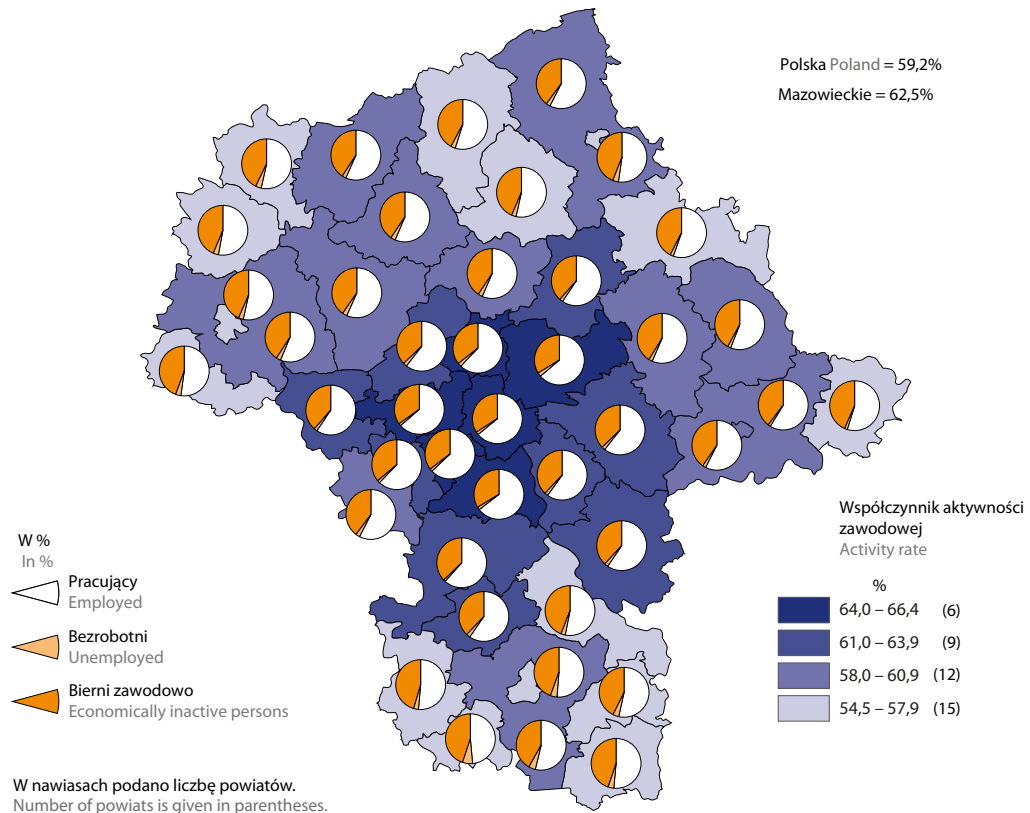 Polska Poland = 59,2%
Mazowieckie = 62,5%
W %
In %
Pracujący
Employed
Bezrobotni
Unemployed
Bierni zawodowo
Economically inactive persons
W nawiasach podano liczbę powiatów.
Number of powiats is given in parentheses.
Współczynnik aktywności
zawodowej
Activity rate
%
64,0 – 66,4 (6)
61,0 – 63,9 (9)
58,0 – 60,9 (12)
54,5 – 57,9 (15)